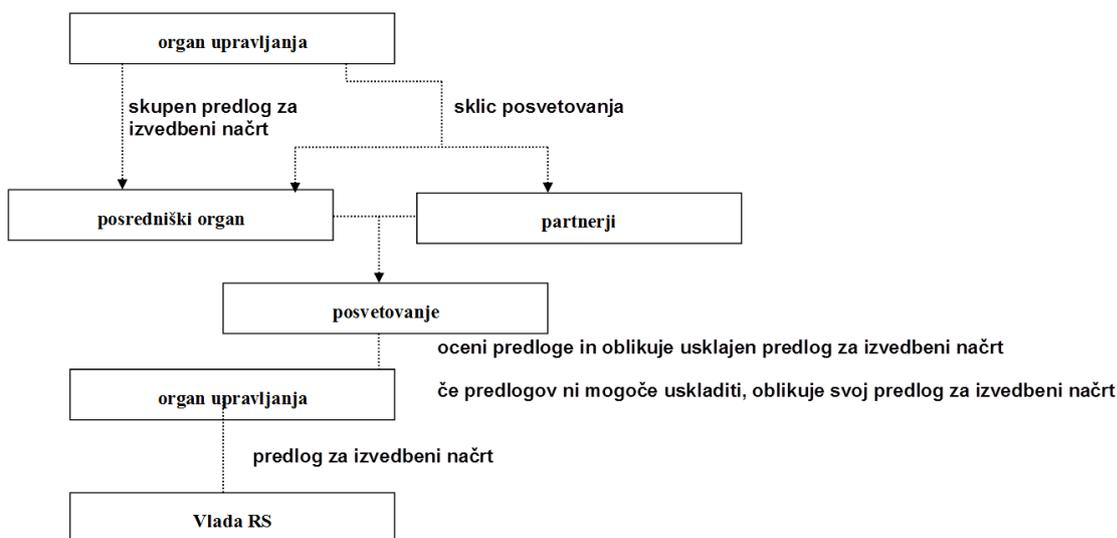 organ upravljanja
skupen predlog za
izvedbeni načrt
sklic posvetovanja
posredniški organ
partnerji
posvetovanje
oceni predloge in oblikuje usklajen predlog za izvedbeni načrt
organ upravljanja
če predlogov ni mogoče uskladiti, oblikuje svoj predlog za izvedbeni načrt
predlog za izvedbeni načrt
Vlada RS